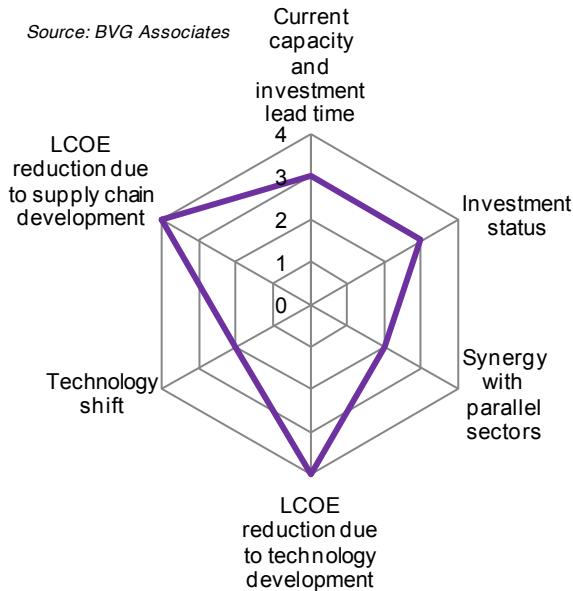 Source: BVG Associates
Current
capacity
and
investment
lead time
LCOE
reduction due
to supply chain
development
Investment
status
Synergy
with
parallel
sectors
LCOE
reduction due
to technology
development
Technology
shift
4
3
2
1
0